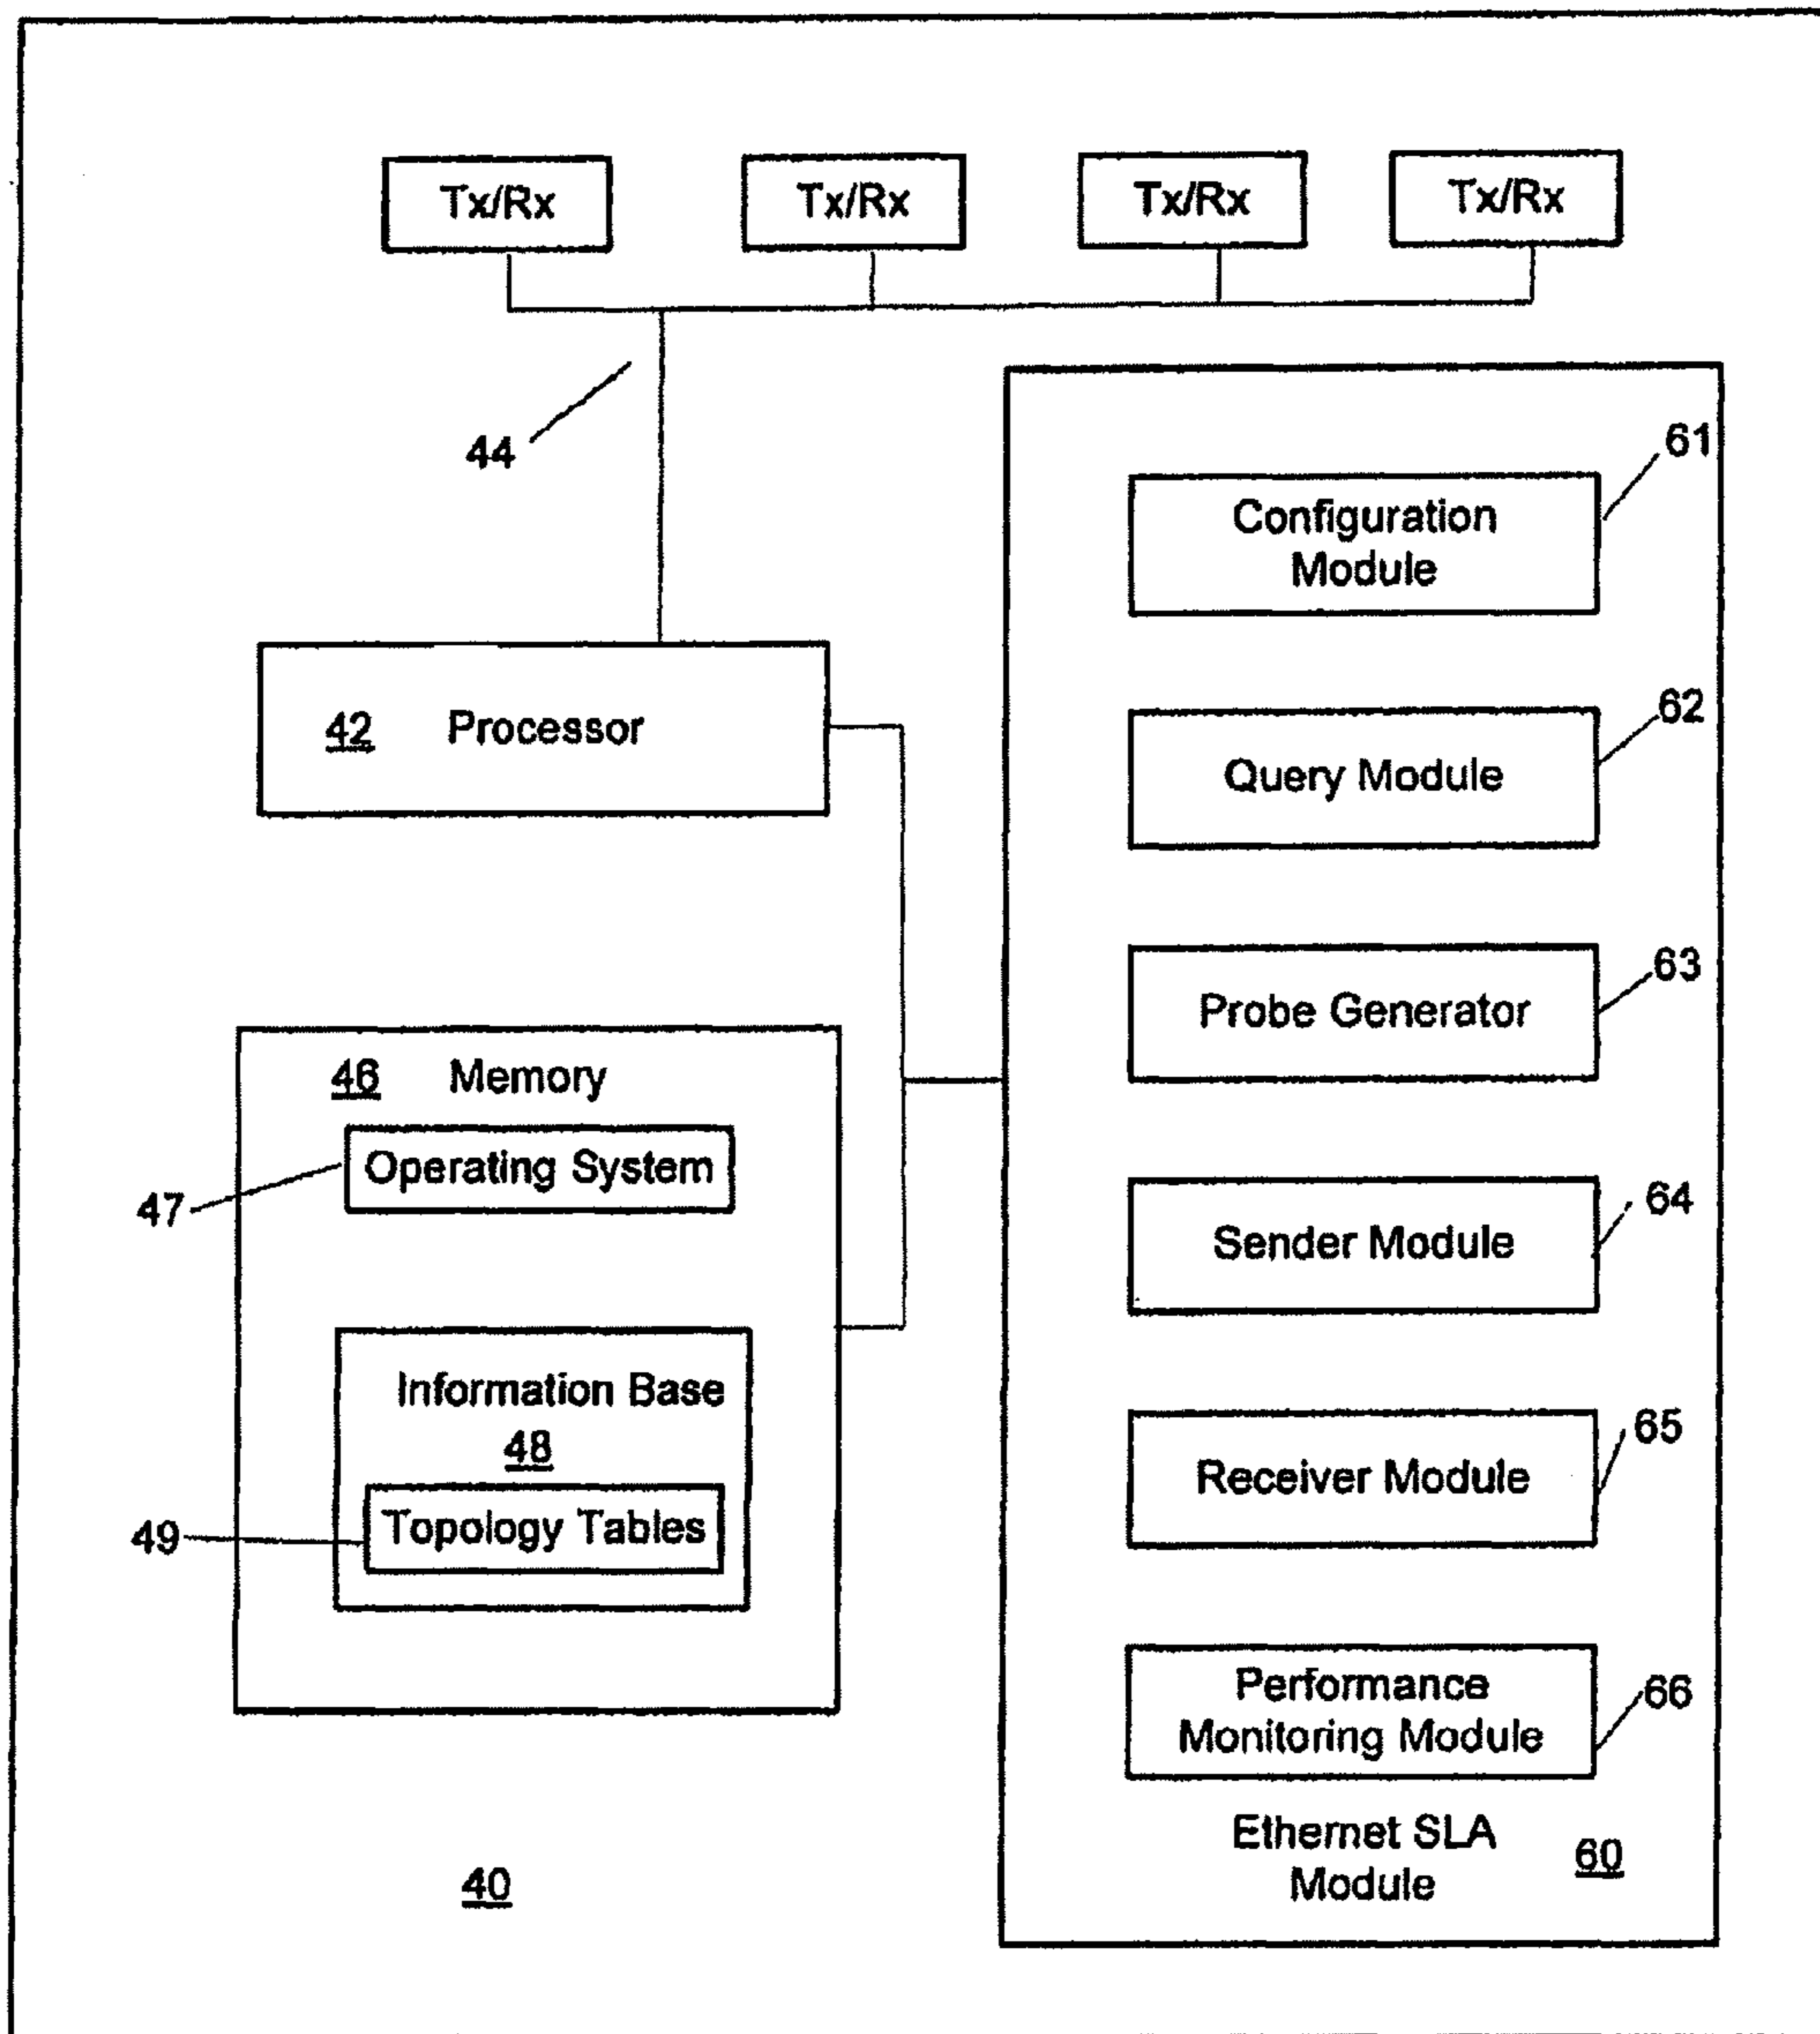 Tx/Rx Tx/Rx Tx/Rx Tx/Rx
44
61
Configuration
Module
42 Processor
62
Query Module
63
Probe Generator
46 Memory
Operating System
47
64
Sender Module
Information Base
48
Topology Tables
49
65
Receiver Module
Performance
Monitoring Module
66
Ethernet SLA
Module
60
40